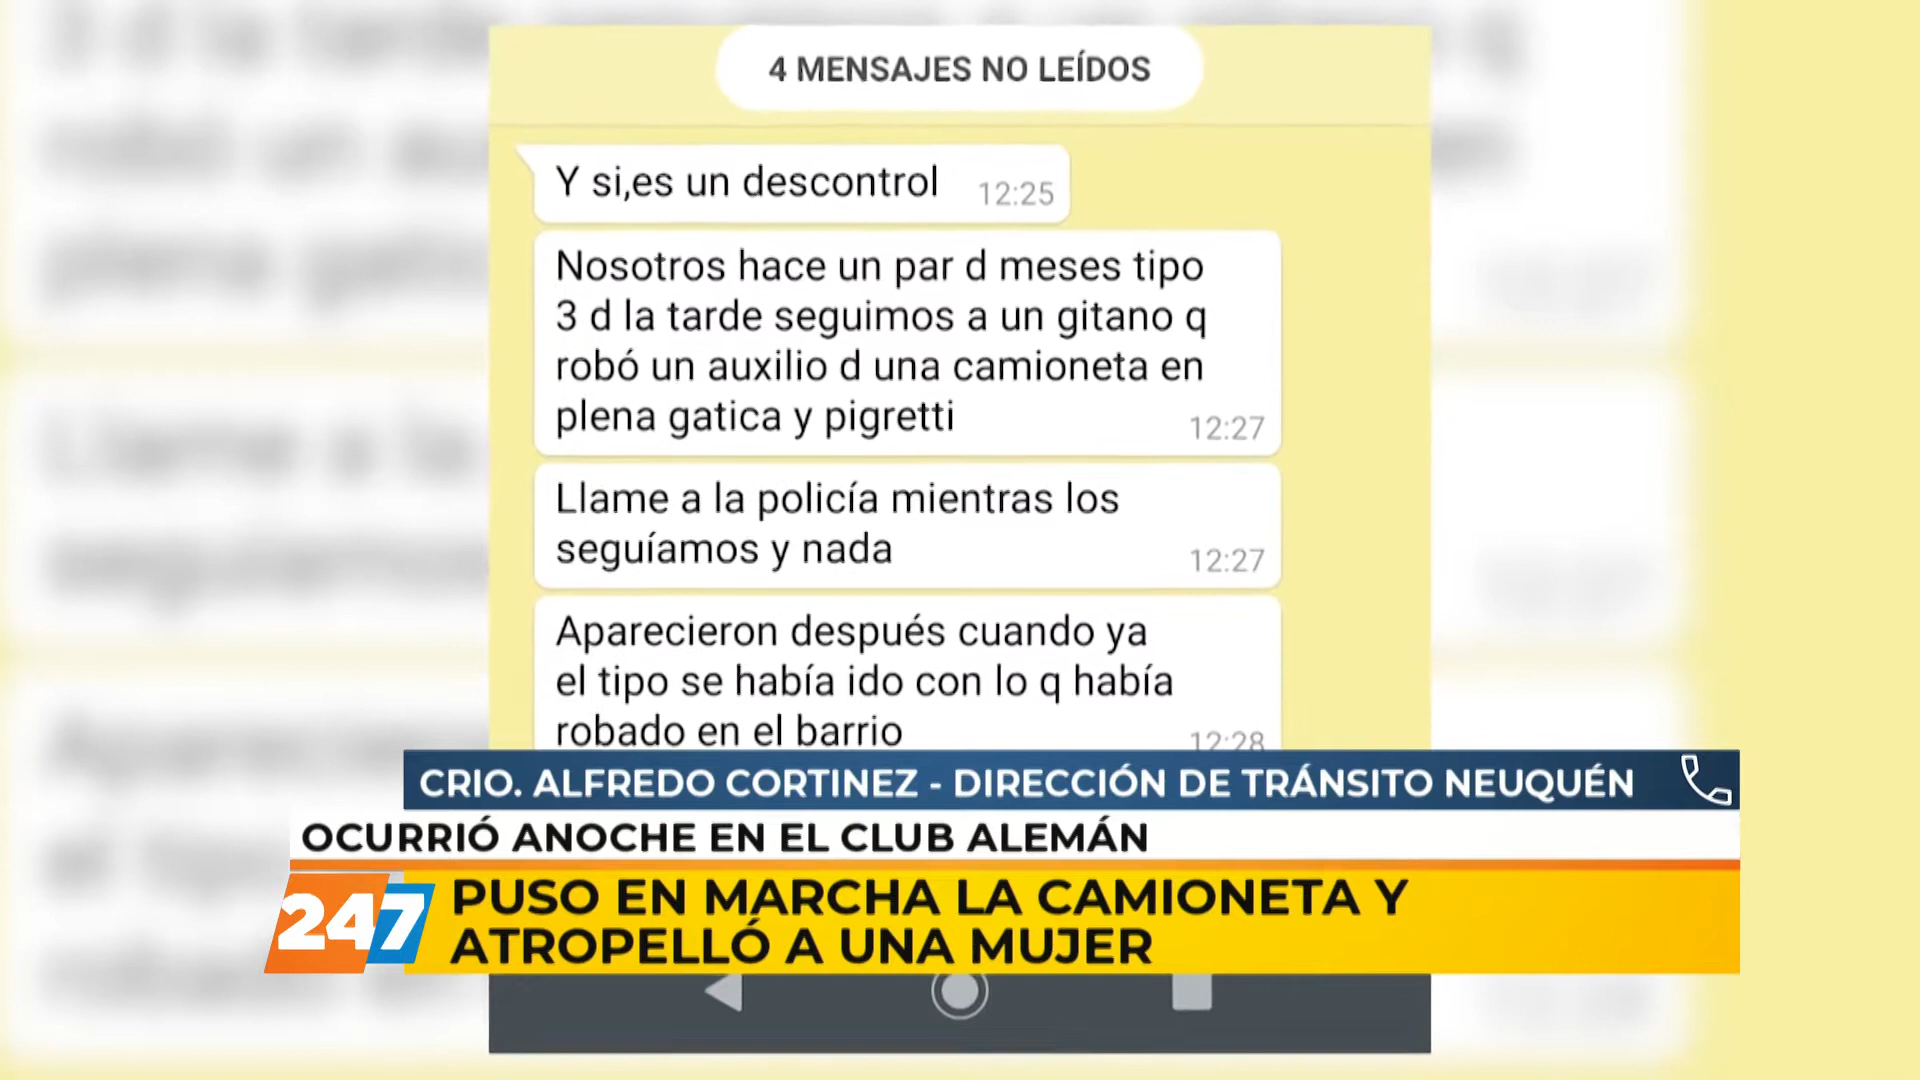 4 MENSAJES NO LEÍDOS
Y si,es un descontrol 12:25
Nosotros hace un par d meses tipo
3 d la tarde seguimos a un gitano q
robó un auxilio d una camioneta en
plena gatica y pigretti 12:27
Llame a la policía mientras los
seguíamos y nada 12:27
Aparecieron después cuando ya
el tipo se había ido con lo q había
robado en el barrio 12:28
CRIO. ALFREDO CORTINEZ - DIRECCIÓN DE TRÁNSITO NEUQUÉN
OCURRIÓ ANOCHE EN EL CLUB ALEMÁN
247
PUSO EN MARCHA LA CAMIONETA Y
ATROPELLÓ A UNA MUJER